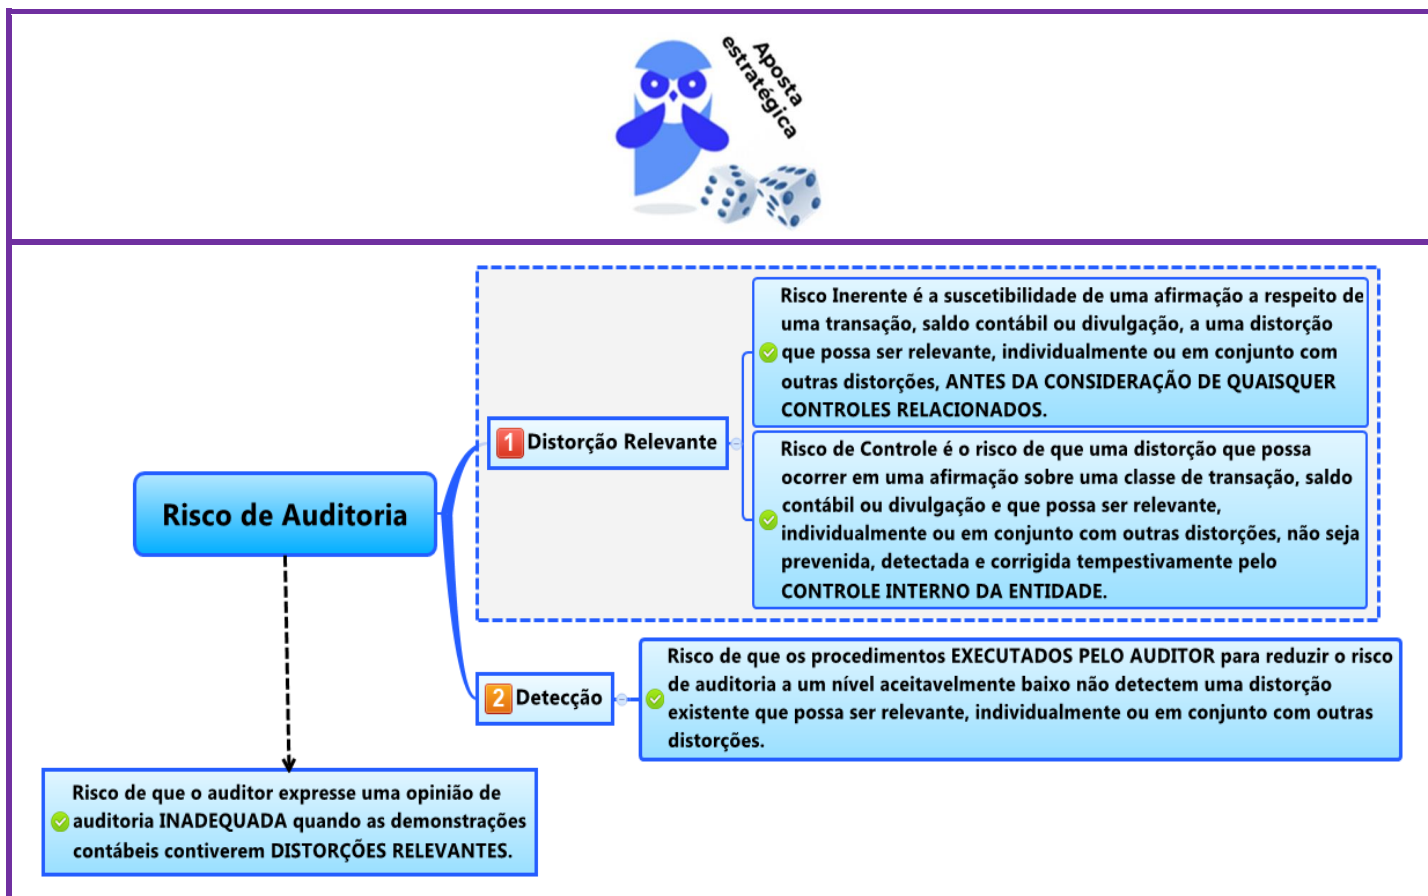 Aposta
estratégica
Risco de Auditoria
1 Distorção Relevante
Risco Inerente é a suscetibilidade de uma afirmação a respeito de
uma transação, saldo contábil ou divulgação, a uma distorção
que possa ser relevante, individualmente ou em conjunto com
outras distorções, ANTES DA CONSIDERAÇÃO DE QUAISQUER
CONTROLES RELACIONADOS.
Risco de Controle é o risco de que uma distorção que possa
ocorrer em uma afirmação sobre uma classe de transação, saldo
contábil ou divulgação e que possa ser relevante,
individualmente ou em conjunto com outras distorções, não seja
prevenida, detectada e corrigida tempestivamente pelo
CONTROLE INTERNO DA ENTIDADE.
2 Detecção
Risco de que os procedimentos EXECUTADOS PELO AUDITOR para reduzir o risco
de auditoria a um nível aceitavelmente baixo não detectem uma distorção
existente que possa ser relevante, individualmente ou em conjunto com outras
distorções.
Risco de que o auditor expresse uma opinião de
auditoria INADEQUADA quando as demonstrações
contábeis contiverem DISTORÇÕES RELEVANTES.